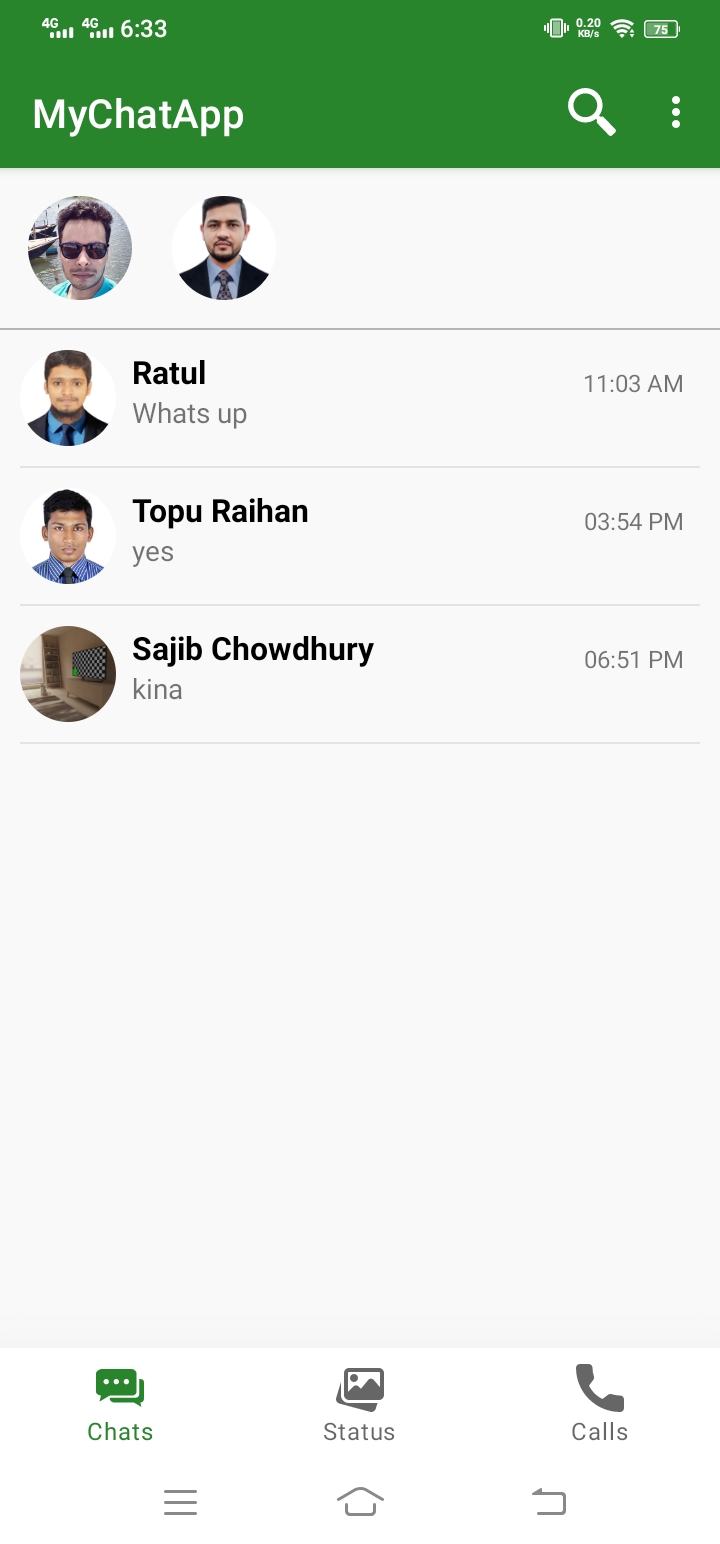 4G 4G 6:33 0.20 KB/s 75
MyChatApp
Ratul 11:03 AM
Whats up
Topu Raihan 03:54 PM
yes
Sajib Chowdhury 06:51 PM
kina
Chats Status Calls